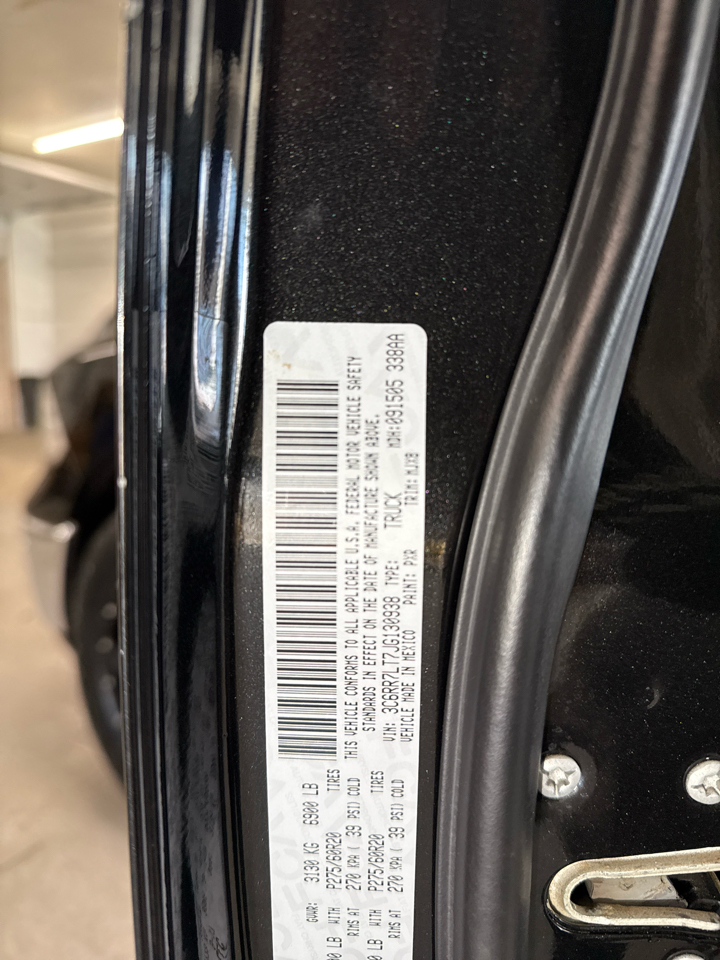 GVWR: 3130 KG 6900 LB
LB WITH P275/60R20 TIRES
RIMS AT 270 KPA ( 39 PSI) COLD
LB WITH P275/60R20 TIRES
RIMS AT 270 KPA ( 39 PSI) COLD
THIS VEHICLE CONFORMS TO ALL APPLICABLE U.S.A. FEDERAL MOTOR VEHICLE SAFETY
STANDARDS IN EFFECT ON THE DATE OF MANUFACTURE SHOWN ABOVE.
VIN: 3C6RR7LT7JG130938 TYPE: TRUCK MDH:091505 338AA
VEHICLE MADE IN MEXICO PAINT: PXR TRIM: MJX8